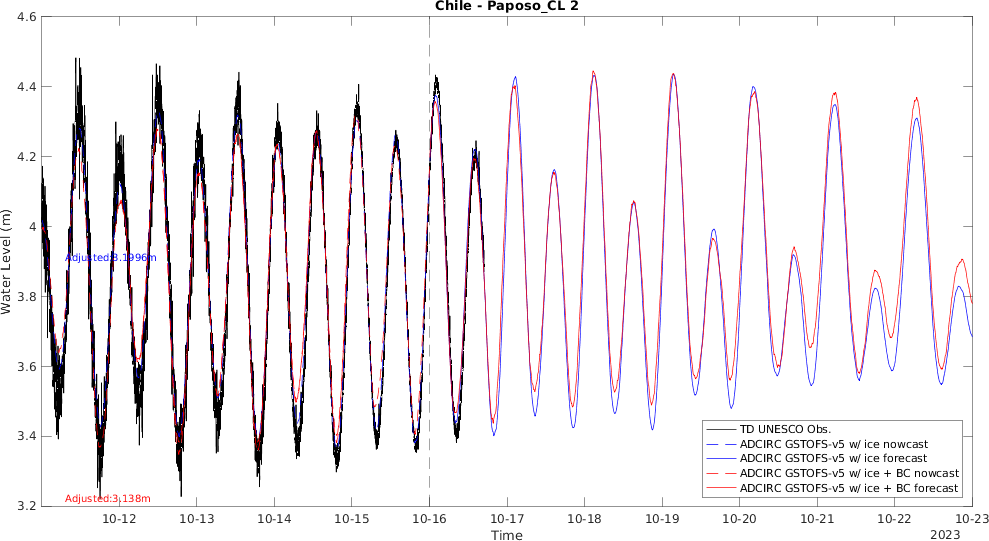 Chile - Paposo_CL 2
4.6
4.4
4.2
4
3.8
3.6
3.4
3.2
Water Level (m)
Adjusted:3.1996m
Adjusted:3.138m
TD UNESCO Obs.
ADCIRC GSTOFS-v5 w/ ice nowcast
ADCIRC GSTOFS-v5 w/ ice forecast
ADCIRC GSTOFS-v5 w/ ice + BC nowcast
ADCIRC GSTOFS-v5 w/ ice + BC forecast
10-12 10-13 10-14 10-15 10-16 10-17 10-18 10-19 10-20 10-21 10-22 10-23
Time
2023